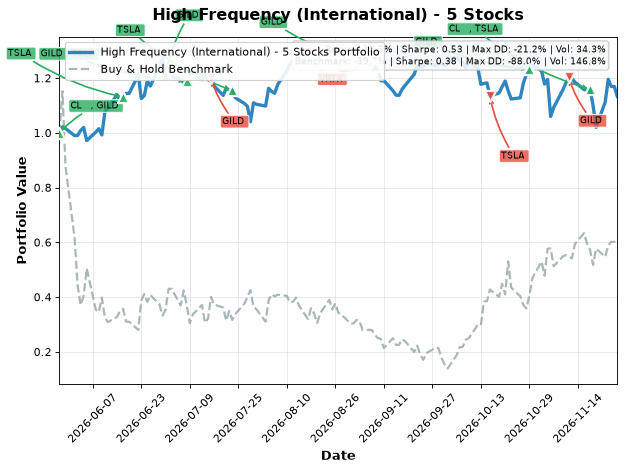 High Frequency (International) - 5 Stocks
GILD
GILD
TSLA
CL , TSLA
TSLA GILD
High Frequency (International) - 5 Stocks Portfolio
Buy & Hold Benchmark
% | Sharpe: 0.53 | Max DD: -21.2% | Vol: 34.3%
% | Sharpe: 0.38 | Max DD: -88.0% | Vol: 146.8%
CL , GILD
GILD
GILD
TSLA
Portfolio Value
1.2
1.0
0.8
0.6
0.4
0.2
2026-06-07
2026-06-23
2026-07-09
2026-07-25
2026-08-10
2026-08-26
2026-09-11
2026-09-27
2026-10-13
2026-10-29
2026-11-14
Date